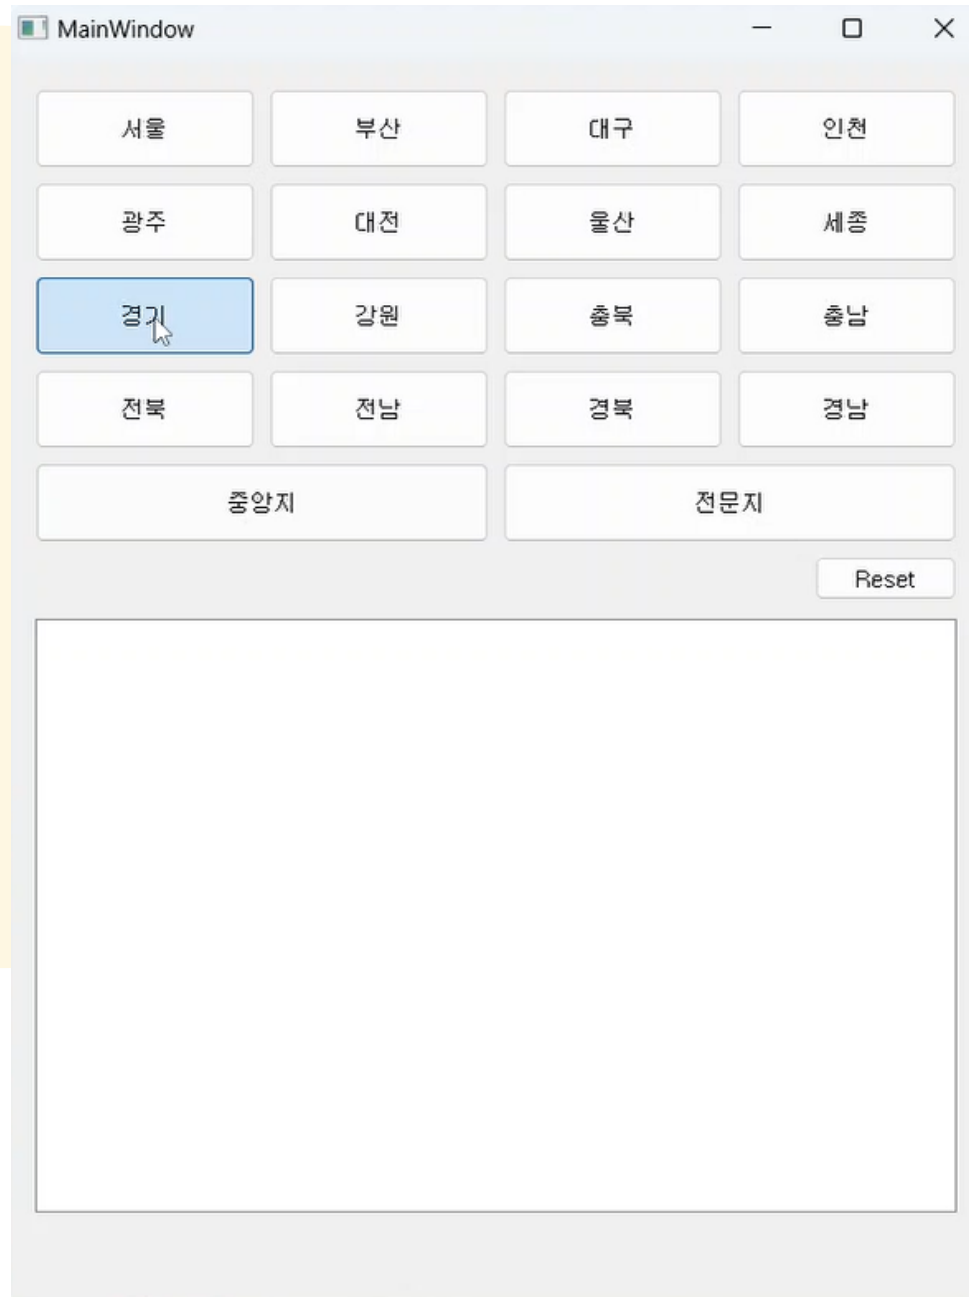 MainWindow
서울 부산 대구 인천
광주 대전 울산 세종
경기 강원 충북 충남
전북 전남 경북 경남
중앙지 전문지
Reset